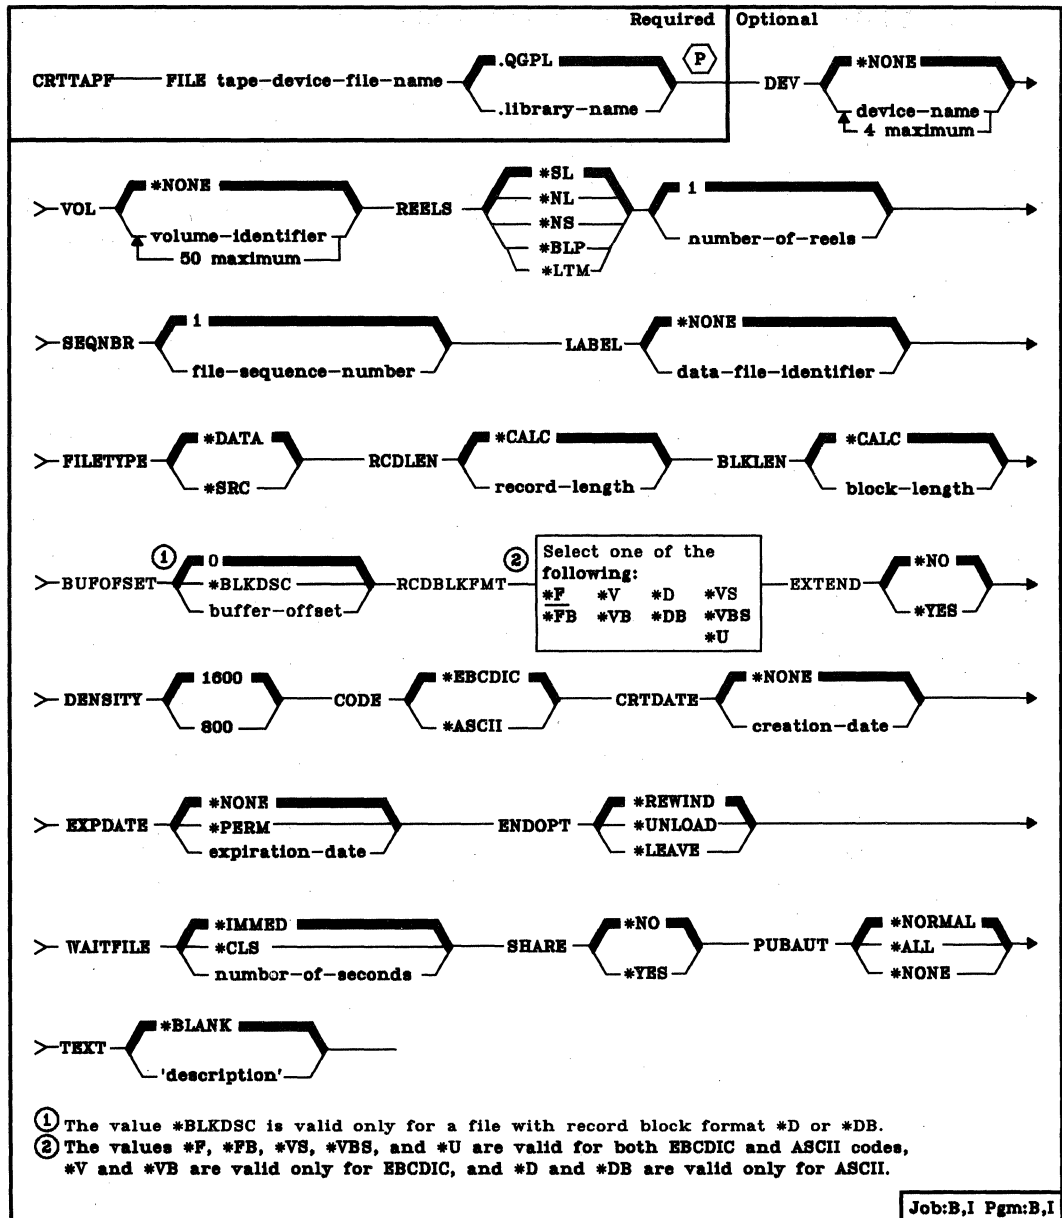 Required Optional
.QGPL P *NONE
CRTTAPF FILE tape-device-file-name DEV
.library-name device-name
4 maximum
*NONE *SL 1
VOL REELS *NL
volume-identifier *NS number-of-reels
50 maximum *BLP
*LTM
1 *NONE
SEQNBR LABEL
file-sequence-number data-file-identifier
*DATA *CALC *CALC
FILETYPE RCDLEN BLKLEN
*SRC record-length block-length
1 0 2 Select one of the *NO
BUFOFSET *BLKDSC RCDBLKFMT following: EXTEND
buffer-offset *F *V *D *VS *YES
*FB *VB *DB *VBS
*U
1600 *EBCDIC *NONE
DENSITY CODE CRTDATE
800 *ASCII creation-date
*NONE *REWIND
EXPDATE *PERM ENDOPT *UNLOAD
expiration-date *LEAVE
*IMMED *NO *NORMAL
WAITFILE *CLS SHARE PUBAUT *ALL
number-of-seconds *YES *NONE
*BLANK
TEXT
'description'
1 The value *BLKDSC is valid only for a file with record block format *D or *DB.
2 The values *F, *FB, *VS, *VBS, and *U are valid for both EBCDIC and ASCII codes,
*V and *VB are valid only for EBCDIC, and *D and *DB are valid only for ASCII.
Job:B,I Pgm:B,I